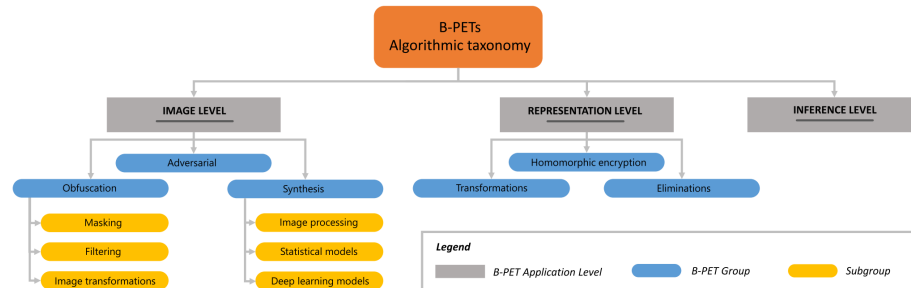 B-PETs
Algorithmic taxonomy
IMAGE LEVEL
REPRESENTATION LEVEL
INFERENCE LEVEL
Adversarial
Homomorphic encryption
Obfuscation
Synthesis
Transformations
Eliminations
Masking
Image processing
Filtering
Statistical models
Image transformations
Deep learning models
Legend
B-PET Application Level
B-PET Group
Subgroup